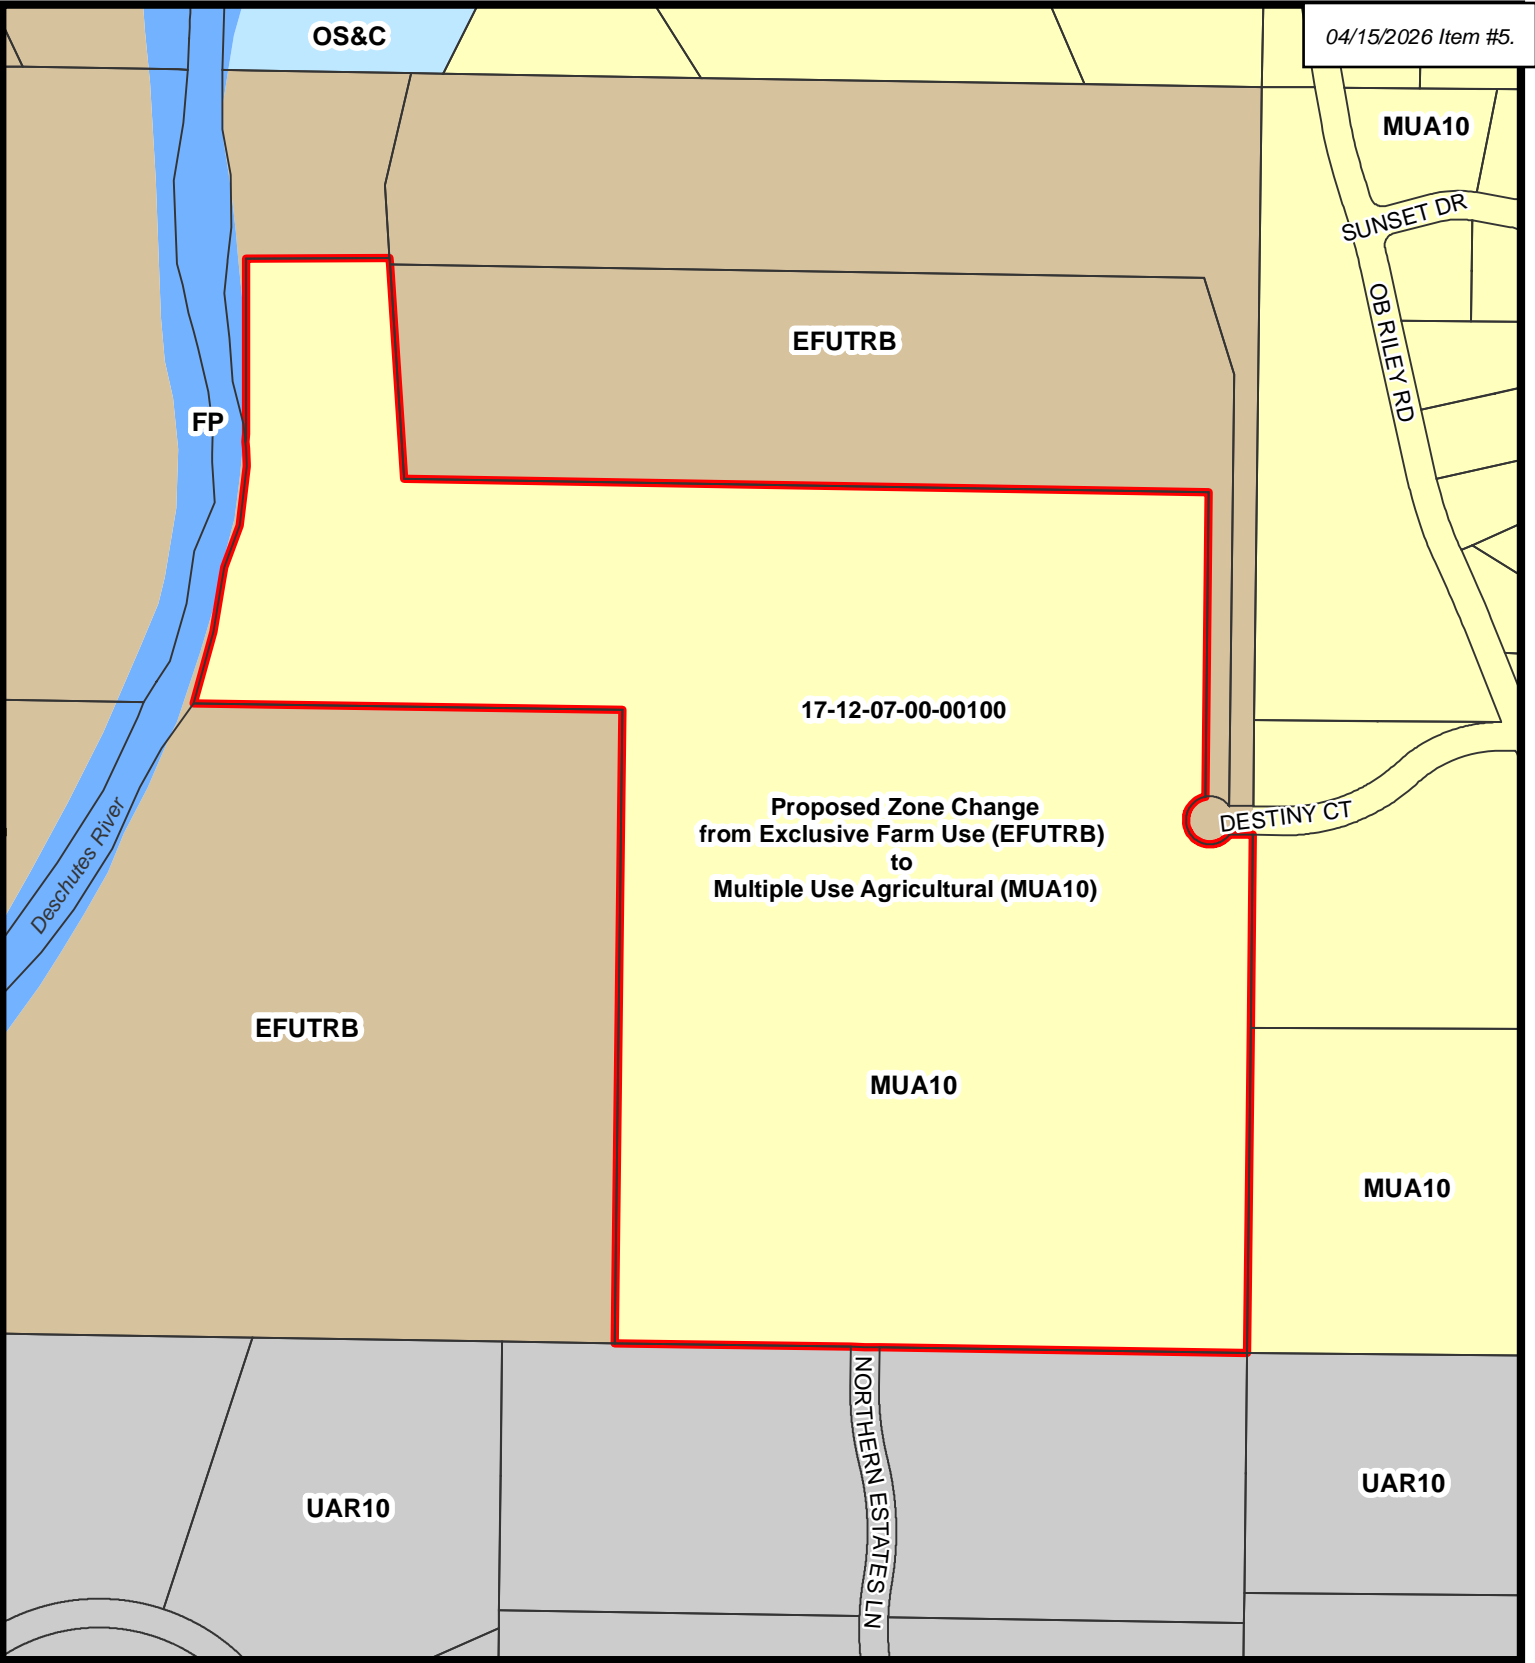 OS&C
04/15/2026 Item #5.
MUA10
SUNSET DR
OB RILEY RD
EFUTRB
FP
17-12-07-00-00100
Proposed Zone Change
from Exclusive Farm Use (EFUTRB)
to
Multiple Use Agricultural (MUA10)
DESTINY CT
Deschutes River
EFUTRB
MUA10
MUA10
NORTHERN ESTATES LN
UAR10
UAR10